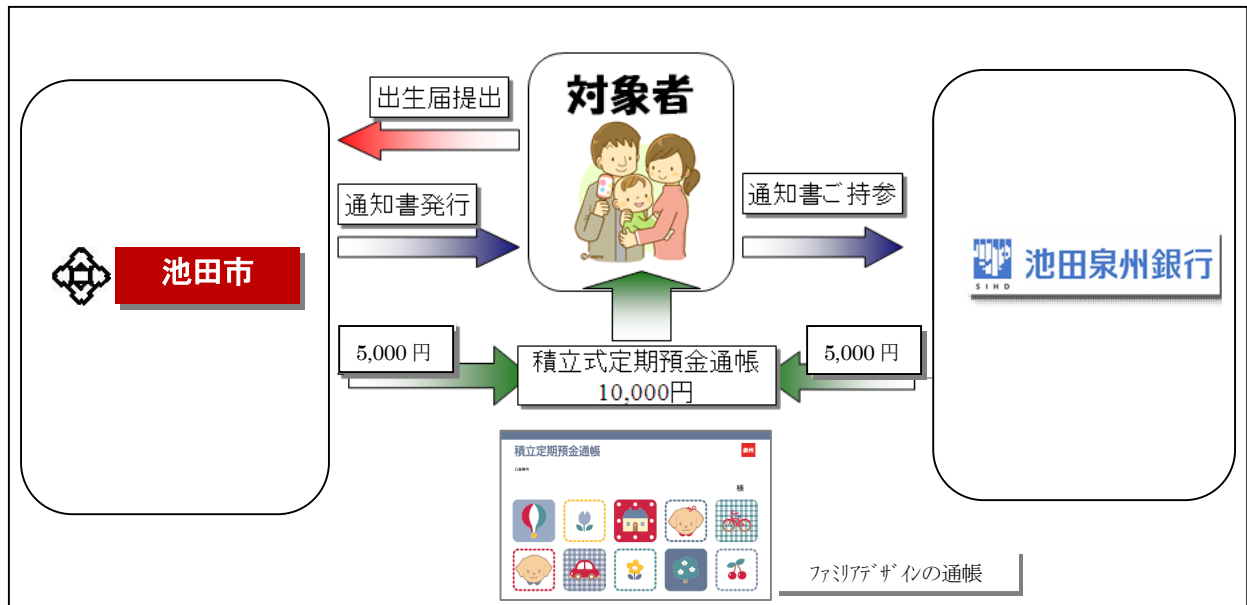 対象者
出生届提出
通知書発行
通知書ご持参
池田市
SIHD
池田泉州銀行
5,000円
積立式定期預金通帳
10,000円
5,000円
積立定期預金通帳
泉州
口座番号
様
ファミリアデザインの通帳